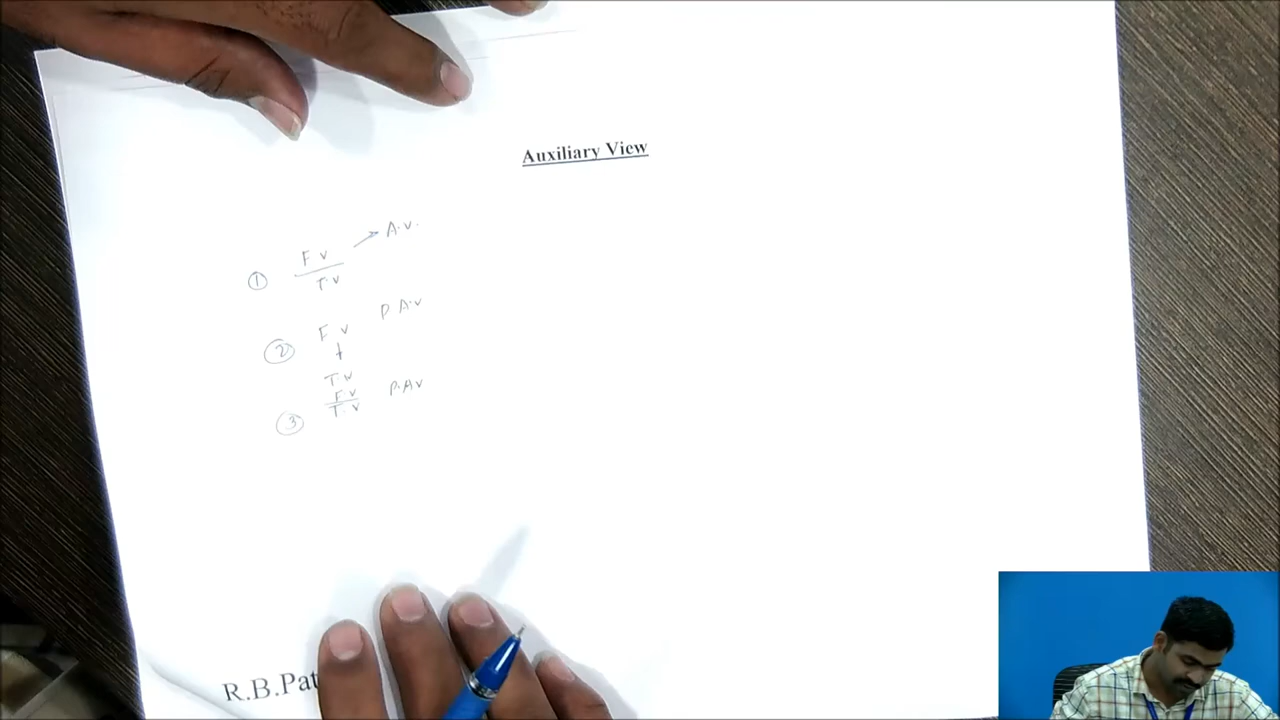 Auxiliary View
① F v → A.v.
T.v
② F v P A.v
T.v
F v P.A v
③ T. v
R.B.Pat